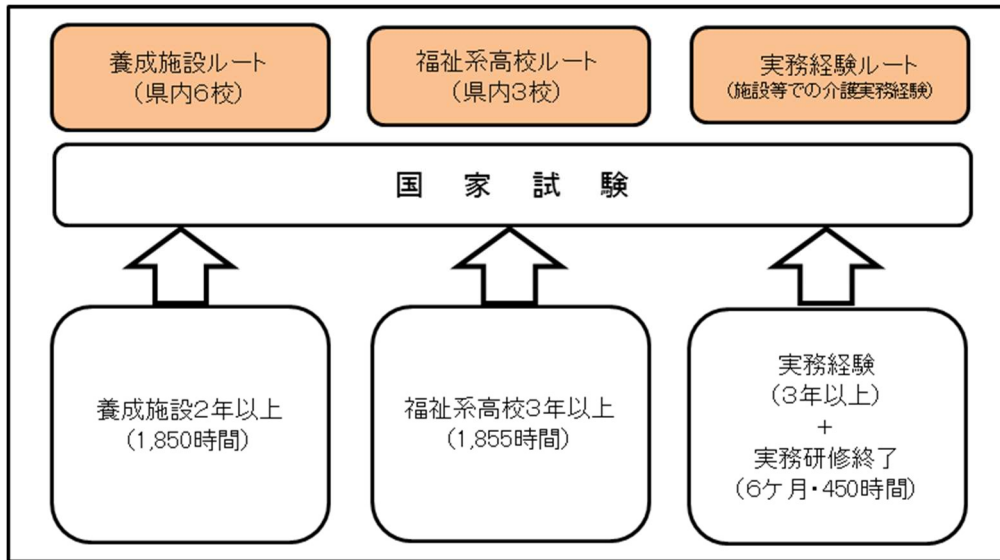 養成施設ルート
(県内6校)
福祉系高校ルート
(県内3校)
実務経験ルート
(施設等での介護実務経験)
国 家 試 験
養成施設2年以上
(1,850時間)
福祉系高校3年以上
(1,855時間)
実務経験
(3年以上)
+
実務研修終了
(6ケ月・450時間)